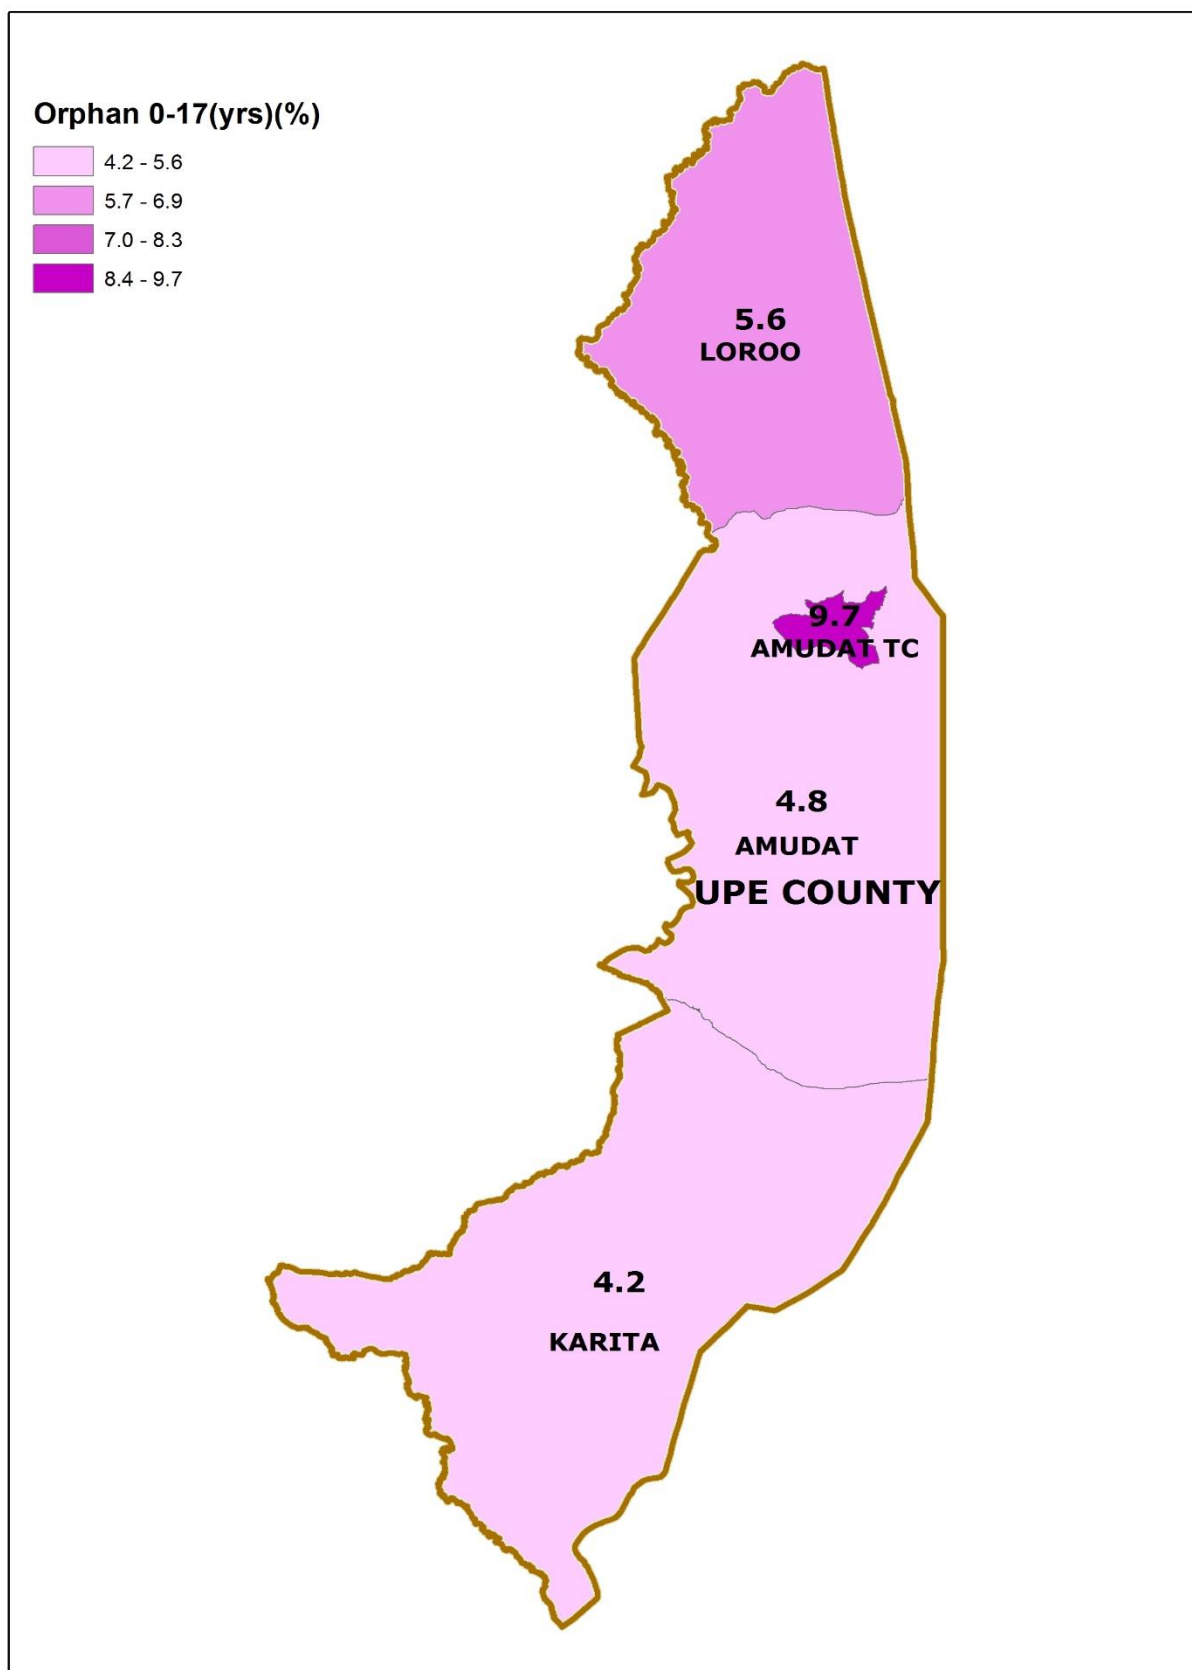 Orphan 0-17(yrs)(%)
4.2 - 5.6
5.7 - 6.9
7.0 - 8.3
8.4 - 9.7
5.6
LOROO
9.7
AMUDAT TC
4.8
AMUDAT
UPE COUNTY
4.2
KARITA